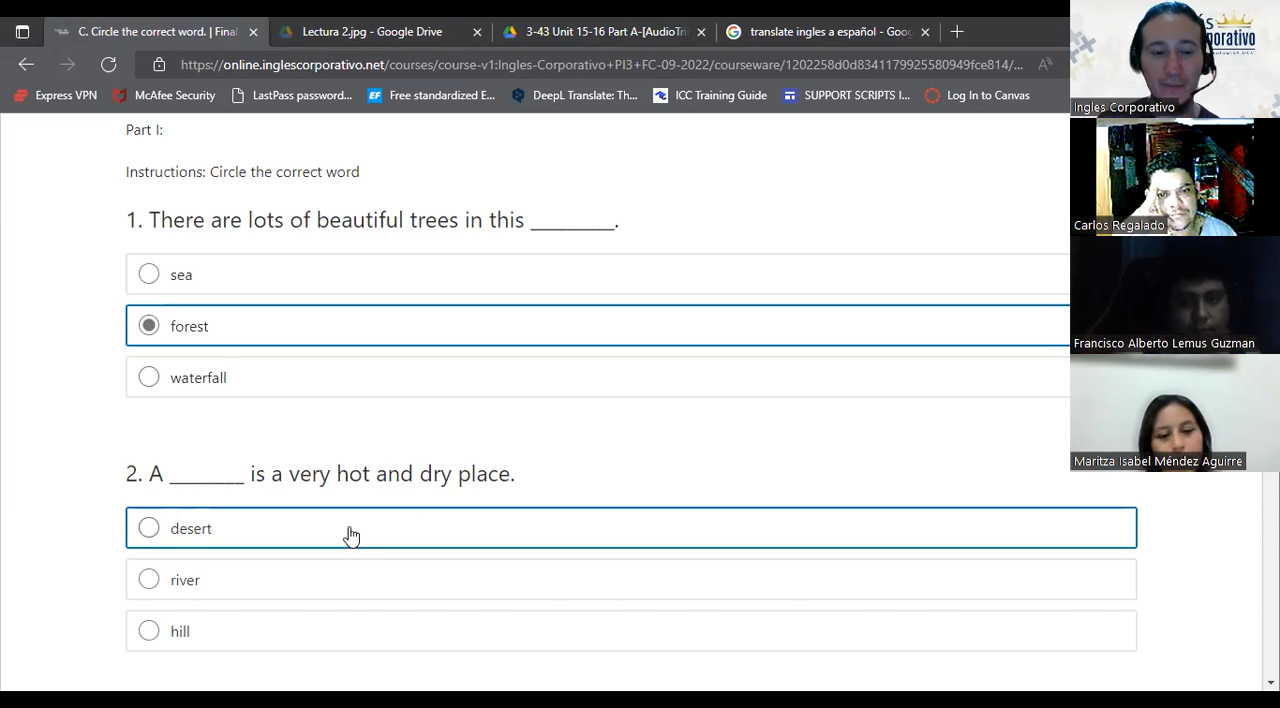 C. Circle the correct word. | Final
Lectura 2.jpg - Google Drive
3-43 Unit 15-16 Part A-[AudioTri
translate ingles a español - Goog
https://online.inglescorporativo.net/courses/course-v1:Ingles-Corporativo+PI3+FC-09-2022/courseware/
Express VPN
McAfee Security
LastPass password...
Free standardized E...
DeepL Translate: Th...
ICC Training Guide
SUPPORT SCRIPTS I...
Log In to Canvas
Part I:
Instructions: Circle the correct word
1. There are lots of beautiful trees in this _________.
sea
forest
waterfall
2. A ________ is a very hot and dry place.
desert
river
hill
Ingles Corporativo
Carlos Regalado
Francisco Alberto Lemus Guzman
Maritza Isabel Méndez Aguirre